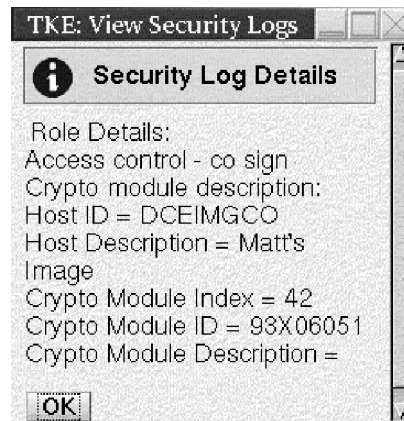 TKE: View Security Logs
Security Log Details
Role Details:
Access control - co sign
Crypto module description:
Host ID = DCEIMGCO
Host Description = Matt's
Image
Crypto Module Index = 42
Crypto Module ID = 93X06051
Crypto Module Description =
OK